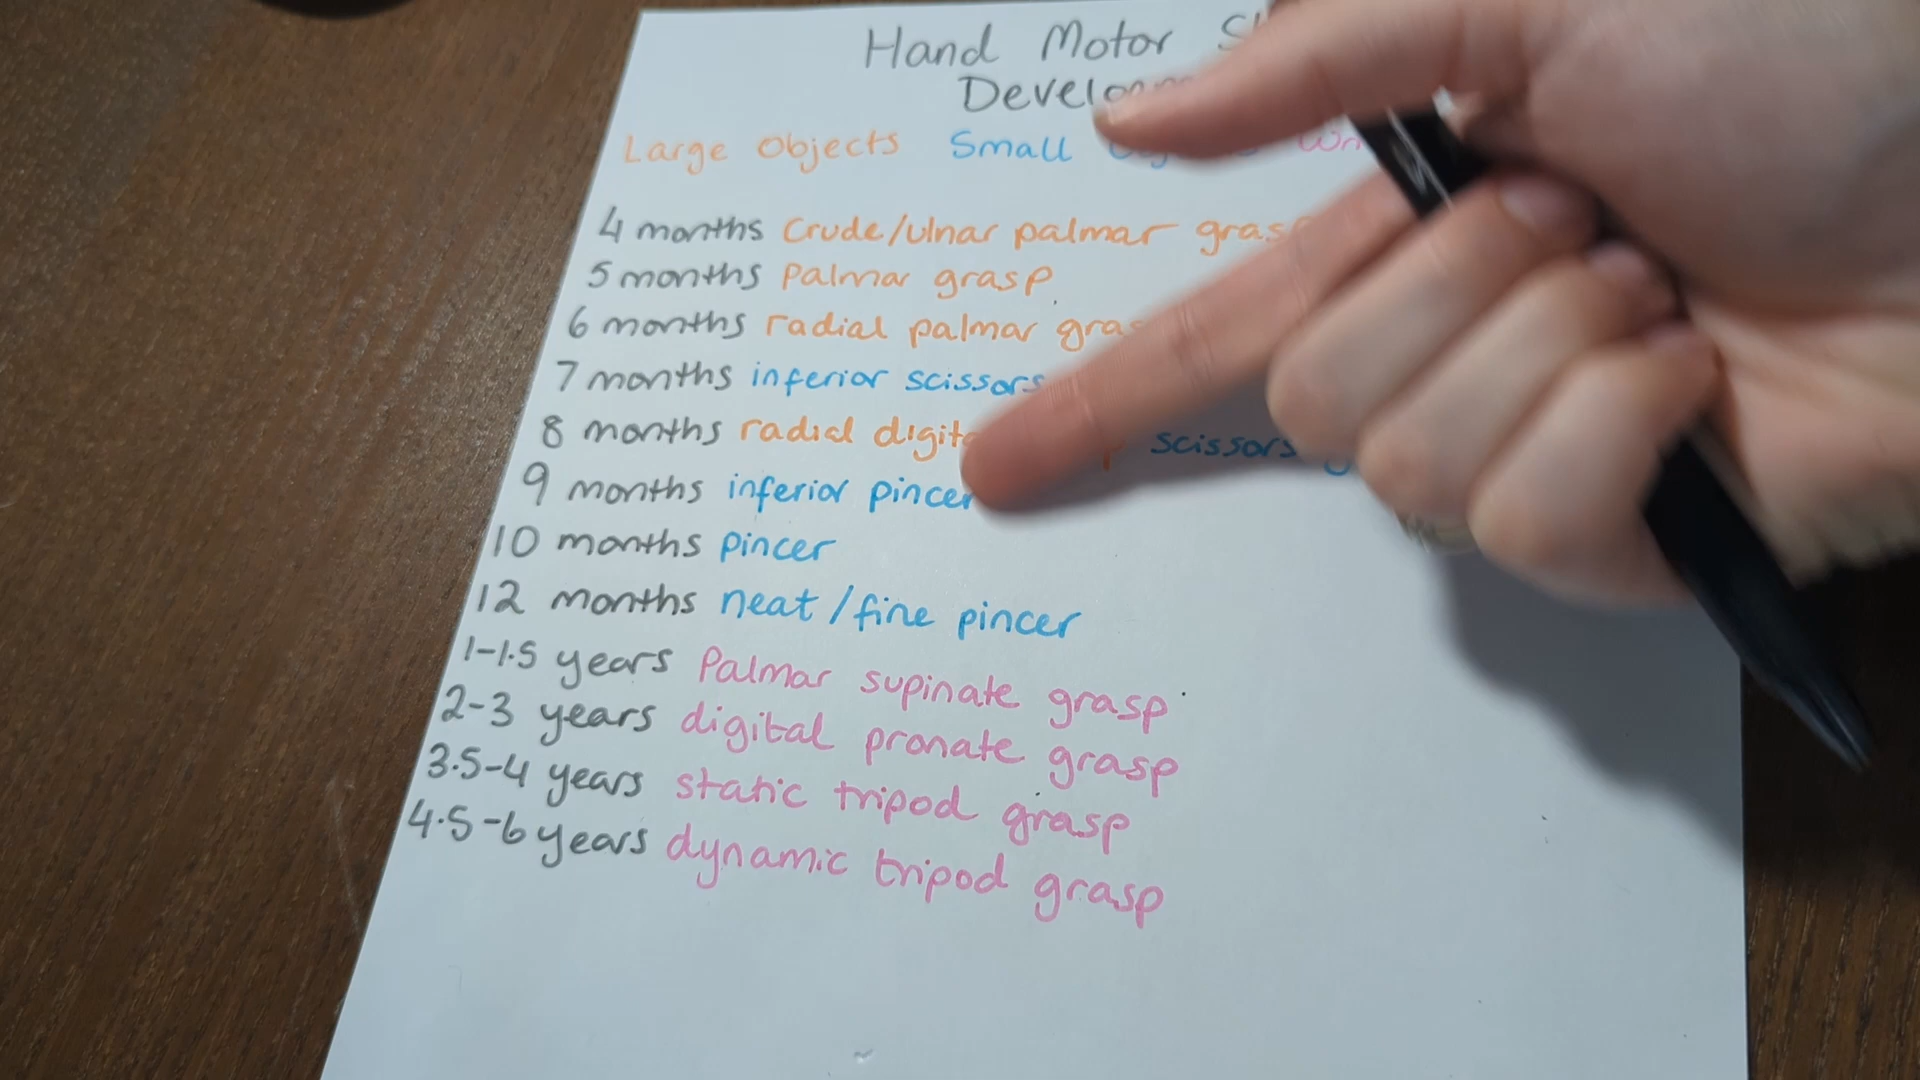 Hand Motor
Large Objects Small
4 months Crude/ulnar palmar
5 months Palmar grasp
6 months radial palmar
7 months inferior scissors
8 months radial scissors
9 months inferior pincer
10 months pincer
12 months neat/fine pincer
1-1.5 years Palmar supinate grasp
2-3 years digital pronate grasp
3.5-4 years static tripod grasp
4.5-6 years dynamic tripod grasp